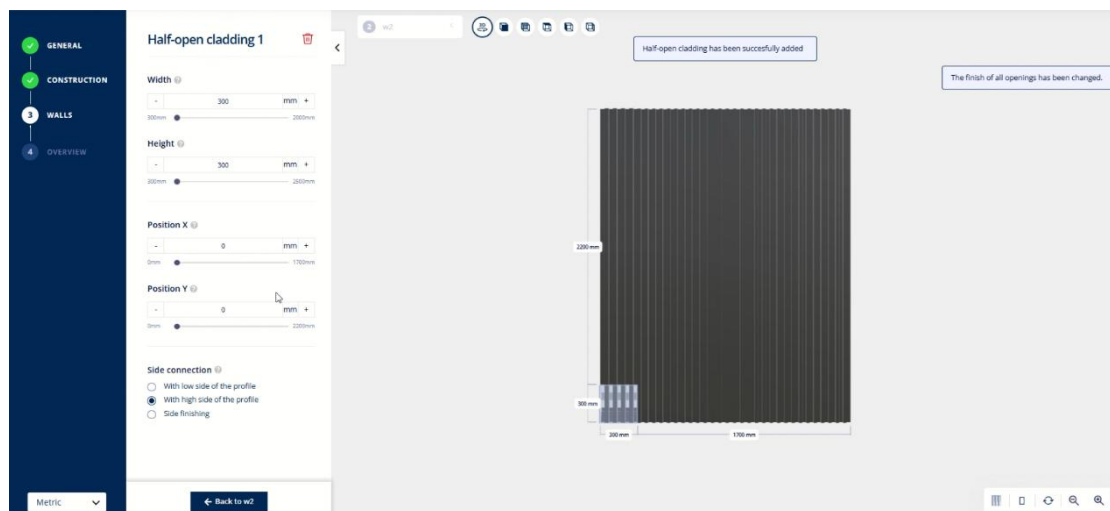 GENERAL
CONSTRUCTION
3 WALLS
4 OVERVIEW
Metric
Half-open cladding 1
Width
- 300 mm +
300mm 2000mm
Height
- 300 mm +
300mm 2500mm
Position X
- 0 mm +
0mm 1700mm
Position Y
- 0 mm +
0mm 2200mm
Side connection
With low side of the profile
With high side of the profile
Side finishing
← Back to w2
2 w2
3D
Half-open cladding has been succesfully added
The finish of all openings has been changed.
2200 mm
300 mm
300 mm
1700 mm